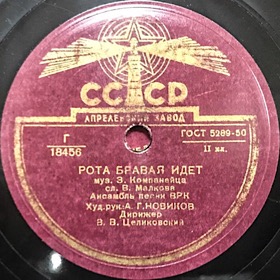 СССР
АПРЕЛЕВСКИЙ ЗАВОД
Г
18456
ГОСТ 5289-50
II кл.
РОТА БРАВАЯ ИДЕТ
муз. З. Компанейца
сл. В. Малкова
Ансамбль песни ВРК
Худ. рук. А. Г. НОВИКОВ
Дирижер
В. В. Целиковский